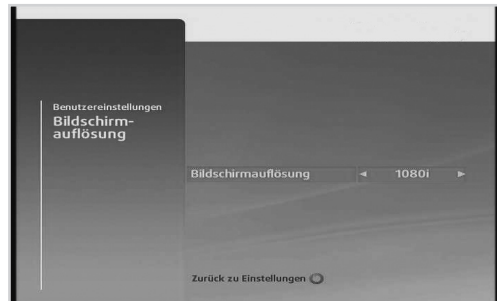 Benutzereinstellungen
Bildschirm-
auflösung
Bildschirmauflösung ◄ 1080i ►
Zurück zu Einstellungen